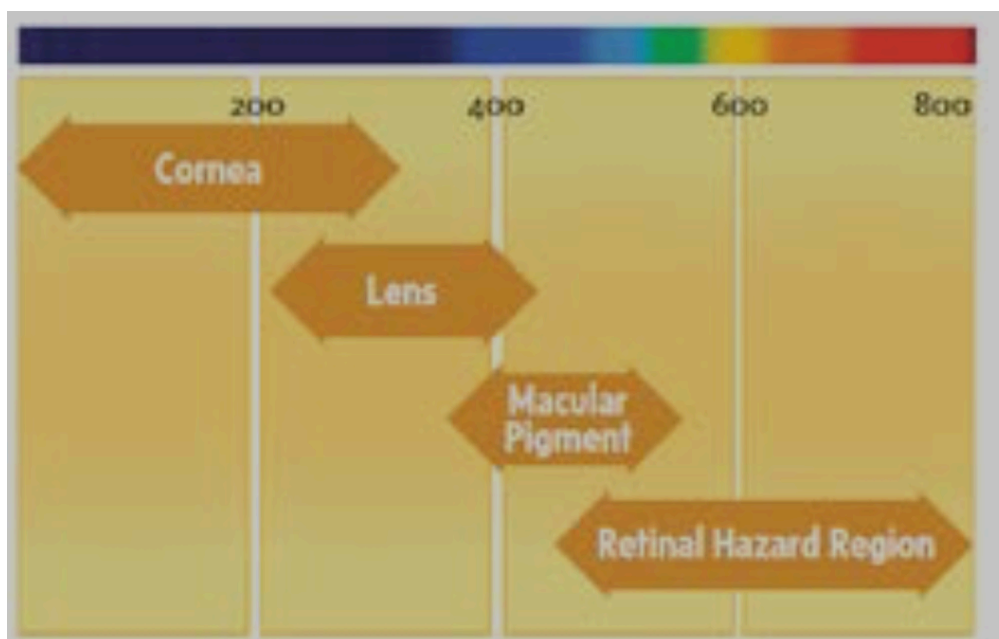 200 400 600 800
Cornea
Lens
Macular
Pigment
Retinal Hazard Region